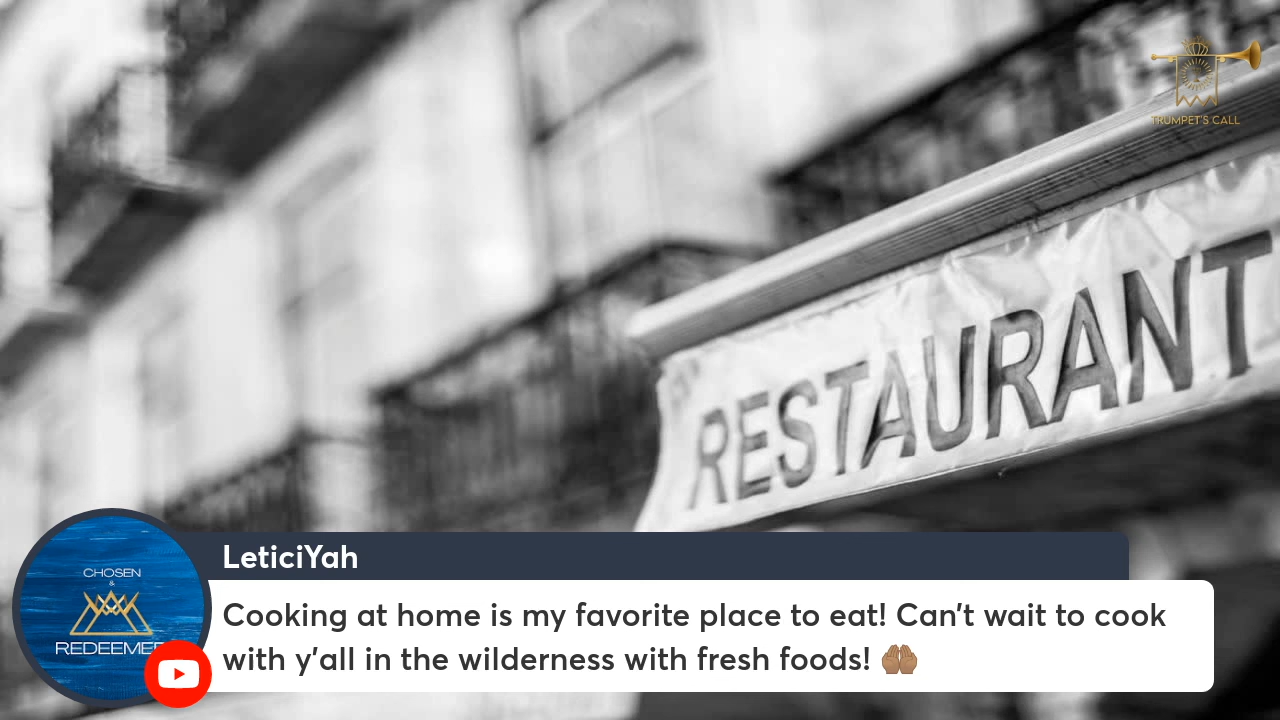 TRUMPET'S CALL
RESTAURANT
CHOSEN
&
REDEEMED
LeticiYah
Cooking at home is my favorite place to eat! Can't wait to cook
with y'all in the wilderness with fresh foods! 🤲🏽